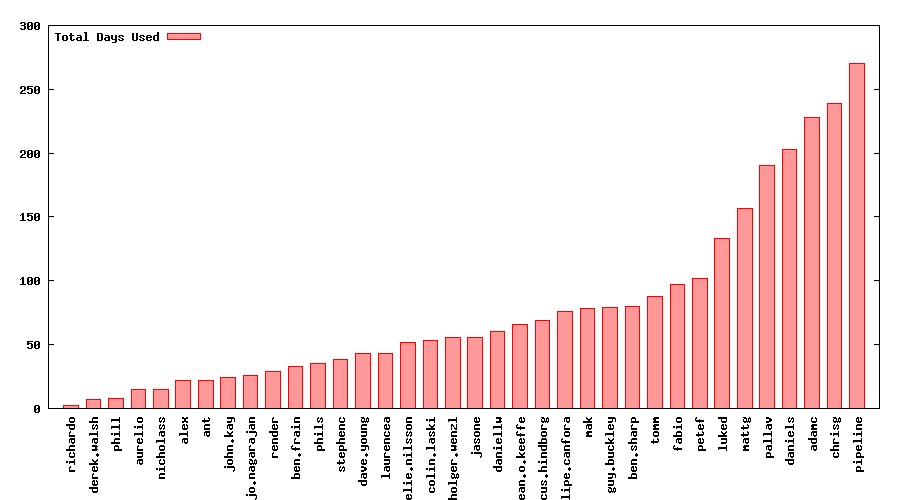 300
Total Days Used
250
200
150
100
50
0
richardo
derek.walsh
phill
aurelio
nicholass
alex
ant
john.kay
jo.nagarajan
render
ben.frain
phils
stephenc
dave.young
laurencea
elie.nilsson
colin.laski
holger.wenzl
jasone
daniellw
ean.o.keeffe
cus.hindborg
lipe.canfora
mak
guy.buckley
ben.sharp
tomm
fabio
petef
luked
mattg
pallav
daniels
adamc
chrisg
pipeline